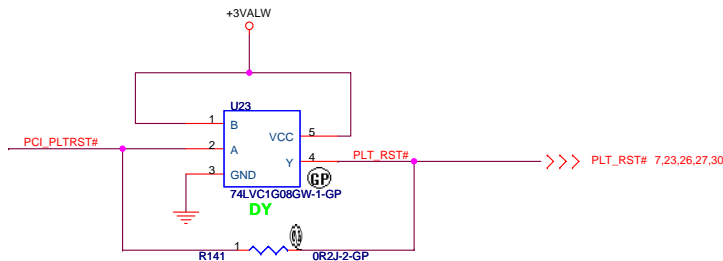 +3VALW
U23
1 B
VCC 5
PCI_PLTRST# 2 A
Y 4 PLT_RST# PLT_RST# 7,23,26,27,30
3 GND
GP
74LVC1G08GW-1-GP
DY
R141 1 0R2J-2-GP